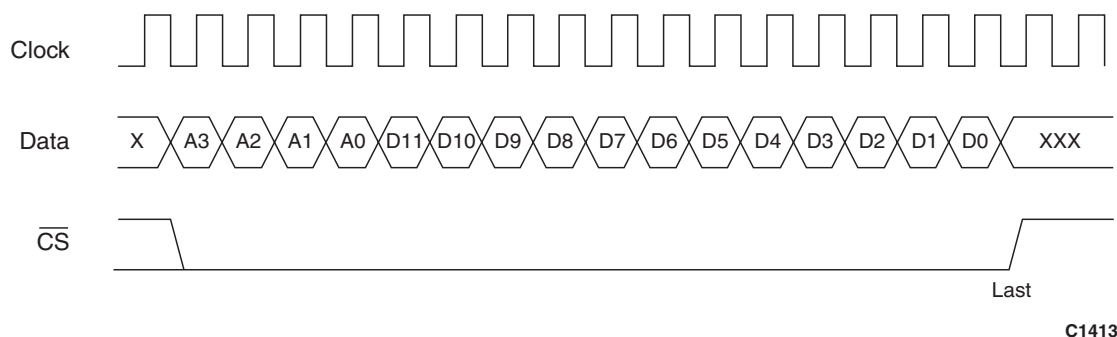 Clock
Data X A3 A2 A1 A0 D11 D10 D9 D8 D7 D6 D5 D4 D3 D2 D1 D0 XXX
C̅S̅
Last
C1413